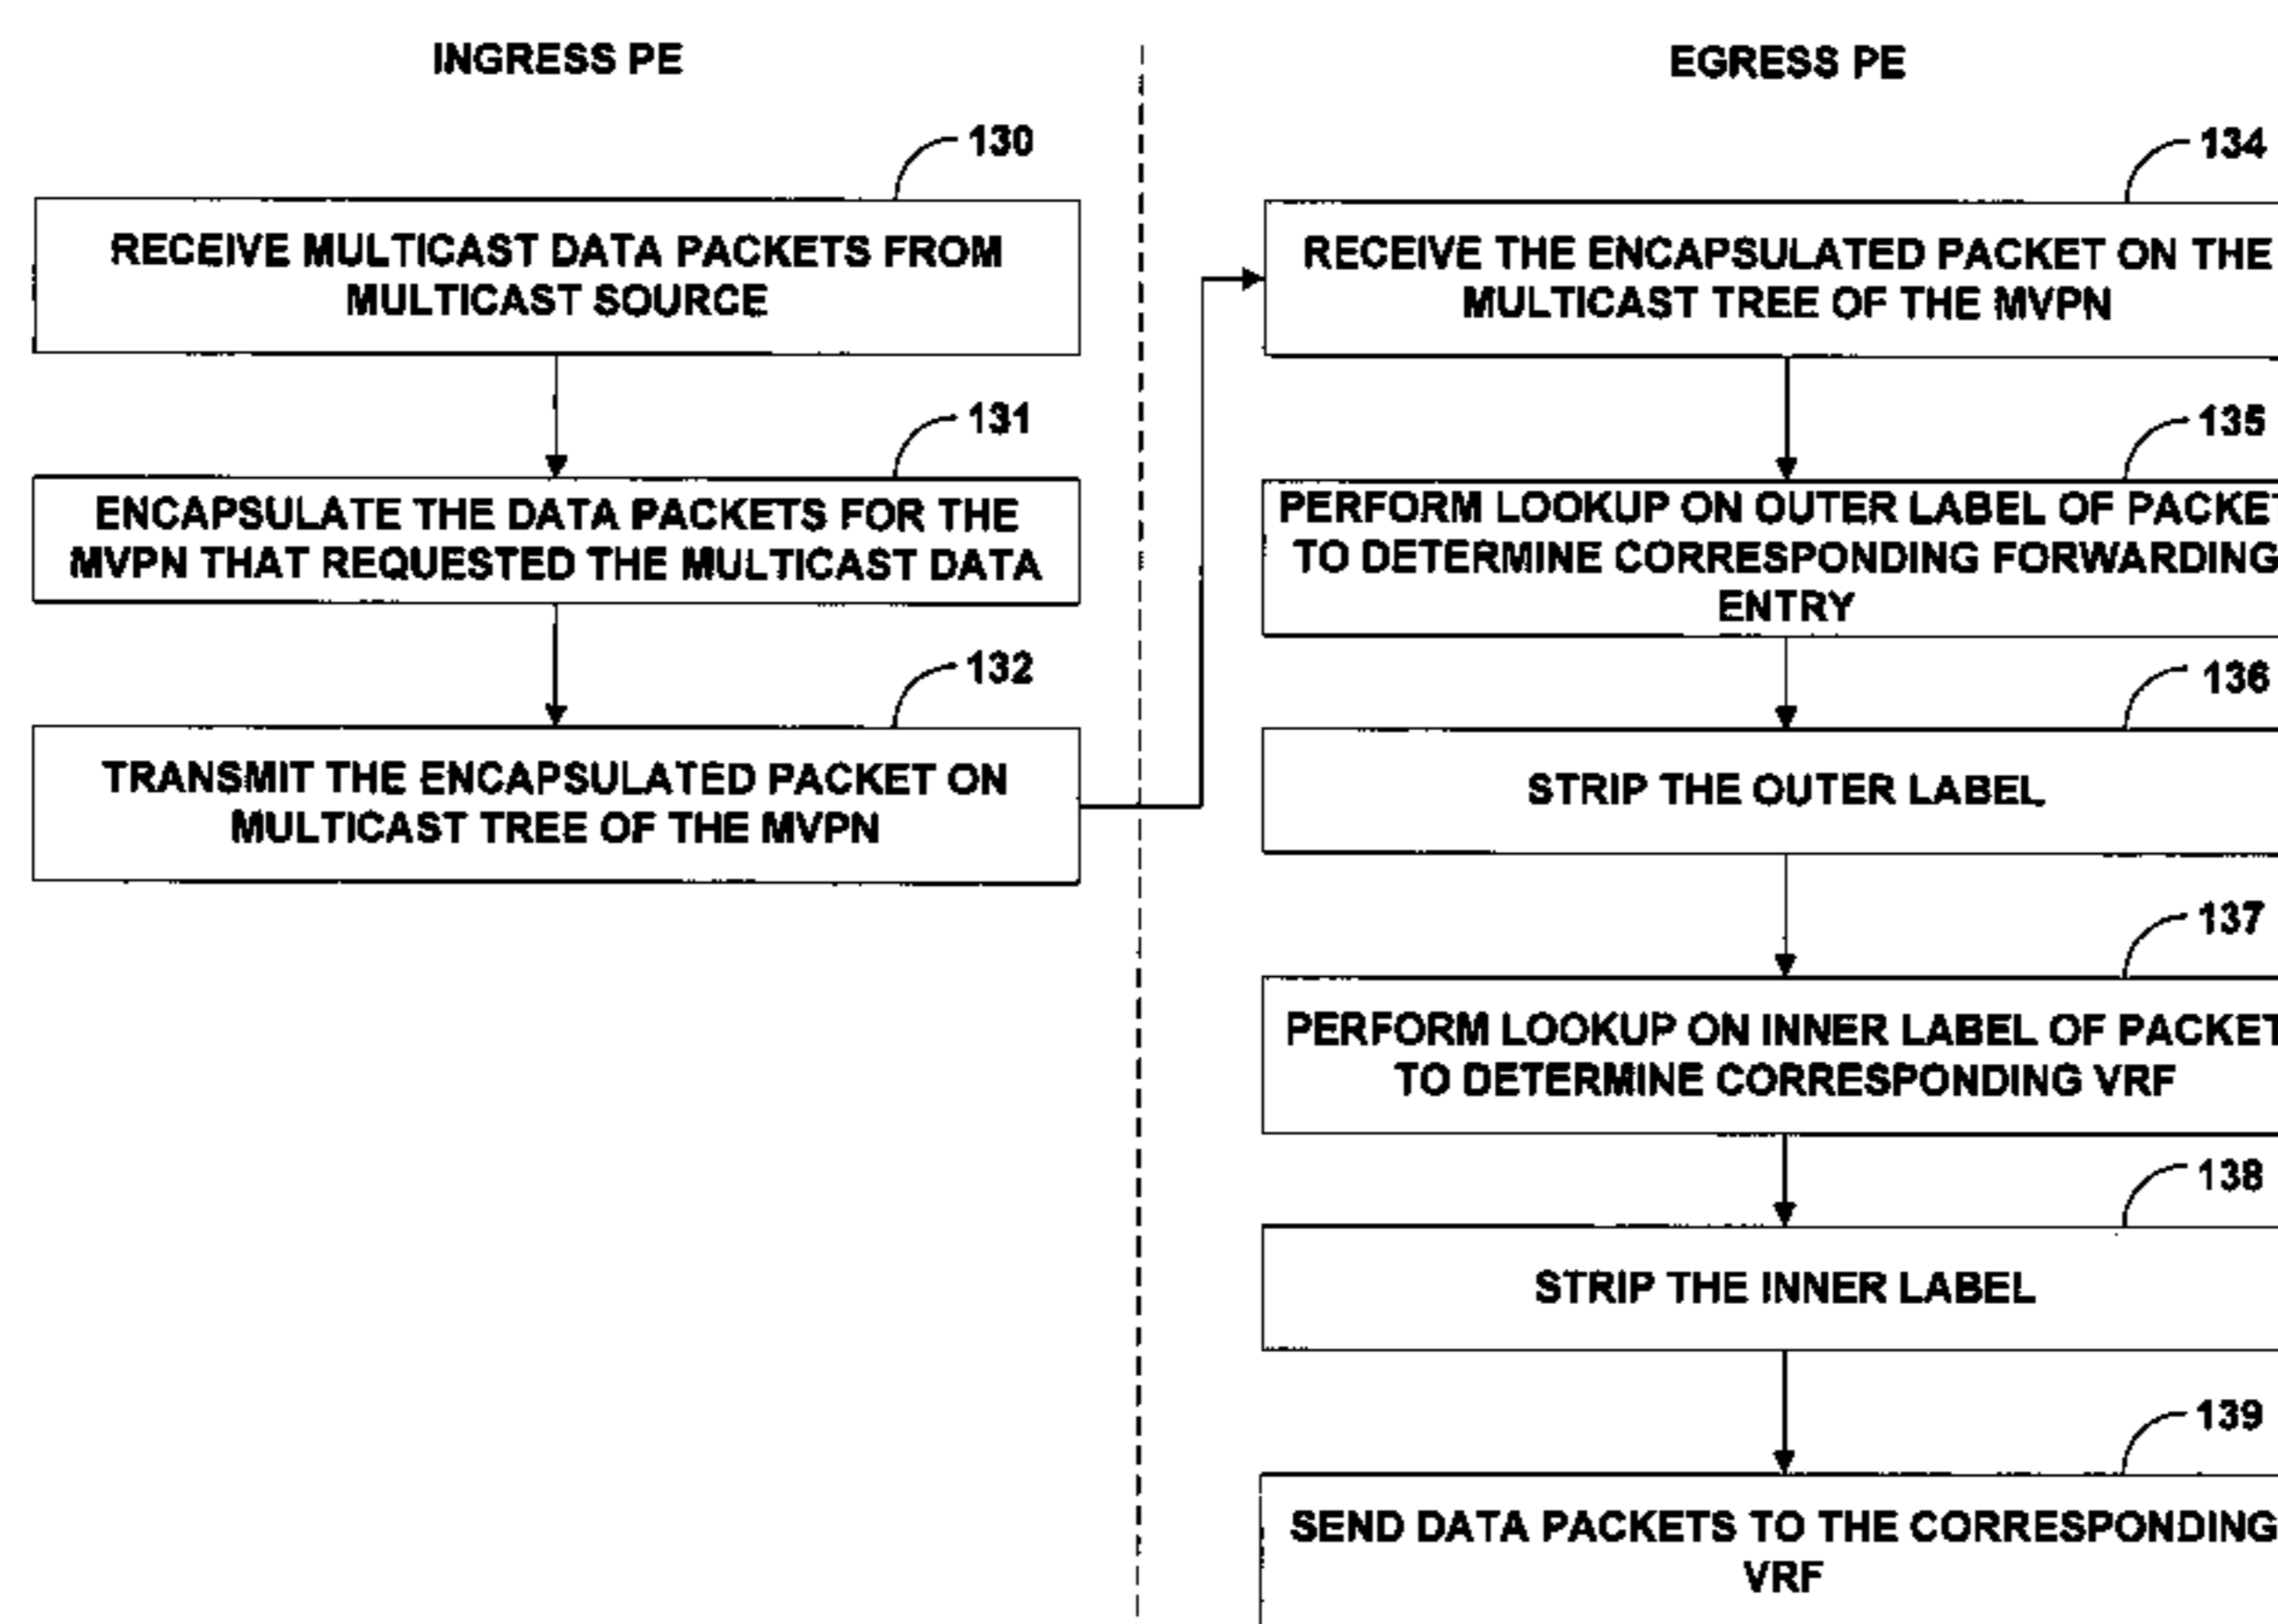 INGRESS PE
130
RECEIVE MULTICAST DATA PACKETS FROM
MULTICAST SOURCE
131
ENCAPSULATE THE DATA PACKETS FOR THE
MVPN THAT REQUESTED THE MULTICAST DATA
132
TRANSMIT THE ENCAPSULATED PACKET ON
MULTICAST TREE OF THE MVPN
EGRESS PE
134
RECEIVE THE ENCAPSULATED PACKET ON THE
MULTICAST TREE OF THE MVPN
135
PERFORM LOOKUP ON OUTER LABEL OF PACKET
TO DETERMINE CORRESPONDING FORWARDING
ENTRY
136
STRIP THE OUTER LABEL
137
PERFORM LOOKUP ON INNER LABEL OF PACKET
TO DETERMINE CORRESPONDING VRF
138
STRIP THE INNER LABEL
139
SEND DATA PACKETS TO THE CORRESPONDING
VRF